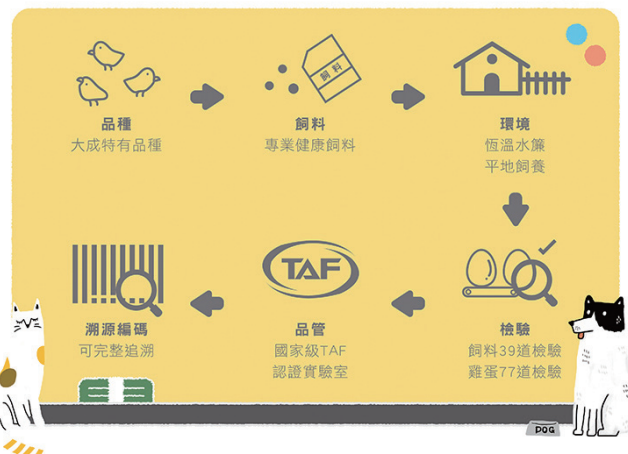 品種
大成特有品種
飼料
飼料
專業健康飼料
環境
恆溫水簾
平地飼養
溯源編碼
可完整追溯
TAF
品管
國家級TAF
認證實驗室
檢驗
飼料39道檢驗
雞蛋77道檢驗
DOG